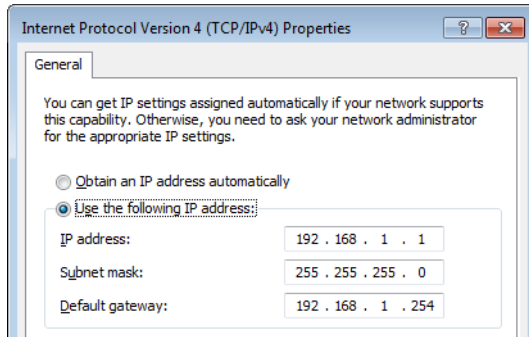 Internet Protocol Version 4 (TCP/IPv4) Properties
?
General
You can get IP settings assigned automatically if your network supports
this capability. Otherwise, you need to ask your network administrator
for the appropriate IP settings.
Obtain an IP address automatically
Use the following IP address:
IP address: 192 . 168 . 1 . 1
Subnet mask: 255 . 255 . 255 . 0
Default gateway: 192 . 168 . 1 . 254